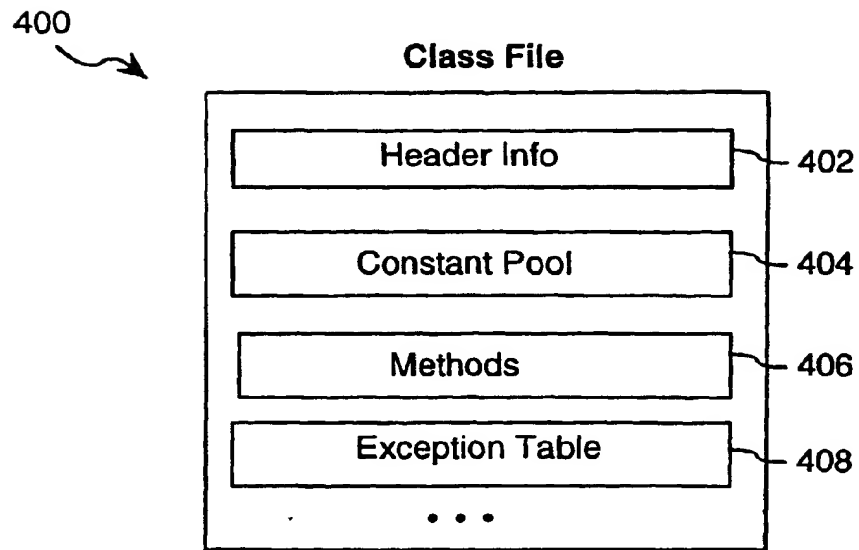 400
Class File
Header Info 402
Constant Pool 404
Methods 406
Exception Table 408
...